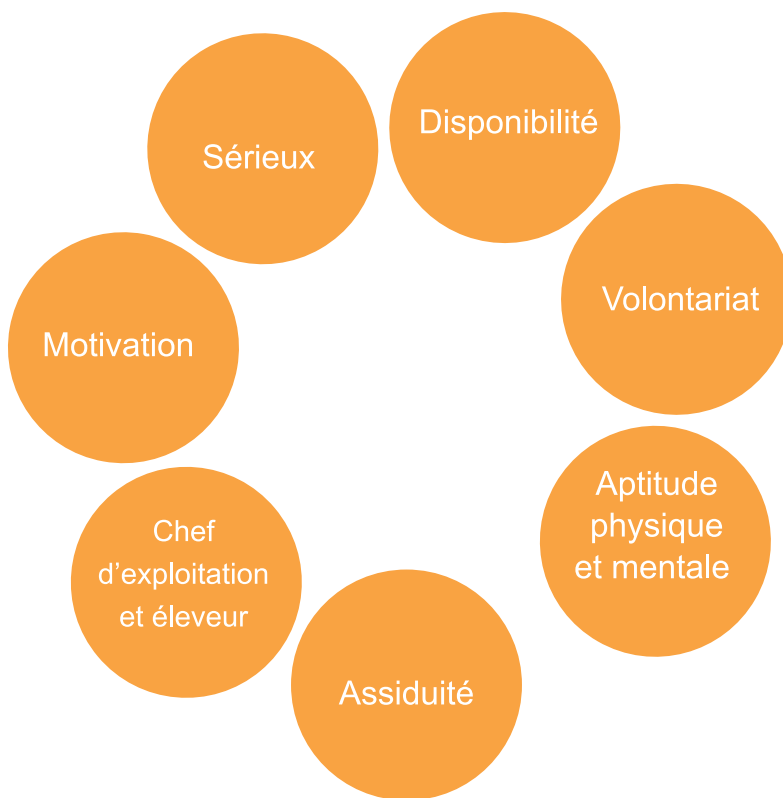 Disponibilité
Sérieux
Volontariat
Motivation
Aptitude
physique
et mentale
Chef
d’exploitation
et éleveur
Assiduité